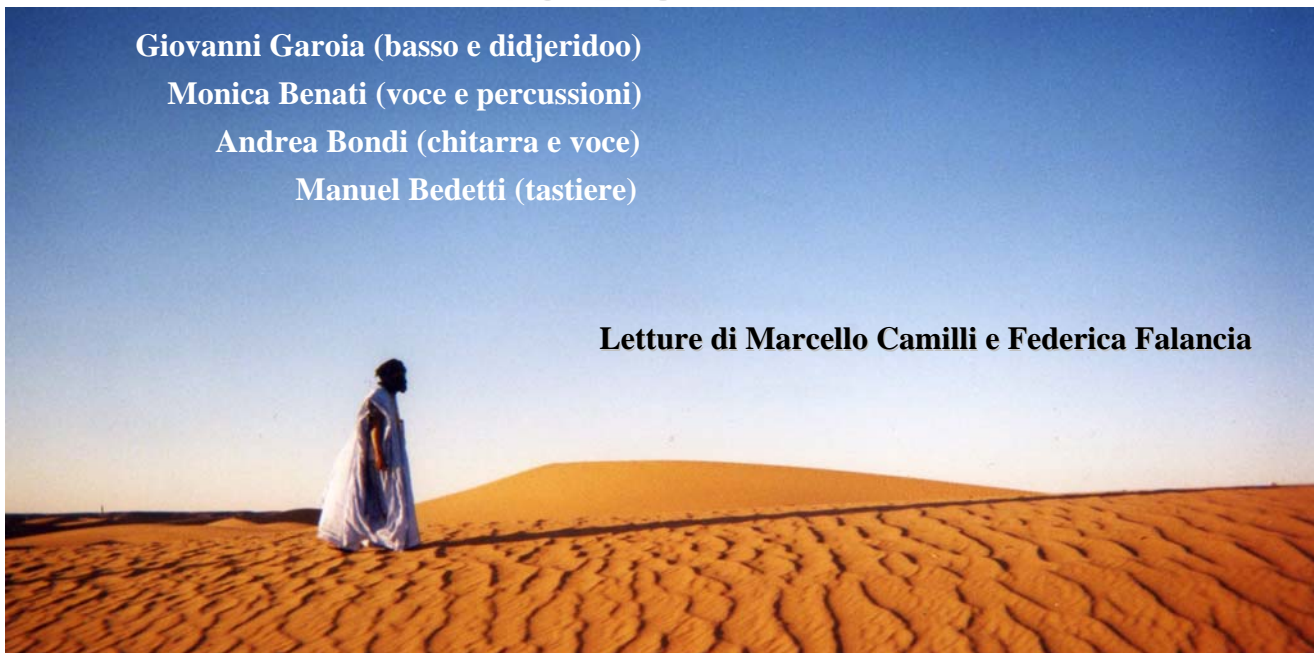 Giovanni Garoia (basso e didjeridoo)
Monica Benati (voce e percussioni)
Andrea Bondi (chitarra e voce)
Manuel Bedetti (tastiere)
Letture di Marcello Camilli e Federica Falancia